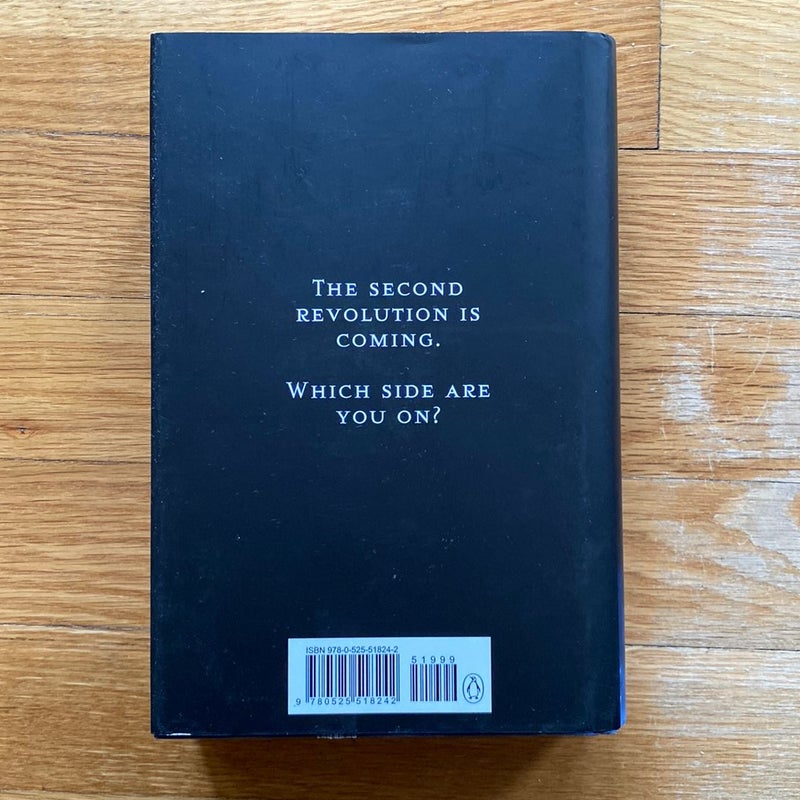 The second
revolution is
coming.
Which side are
you on?
ISBN 978-0-525-51824-2
51999
9 780525 518242